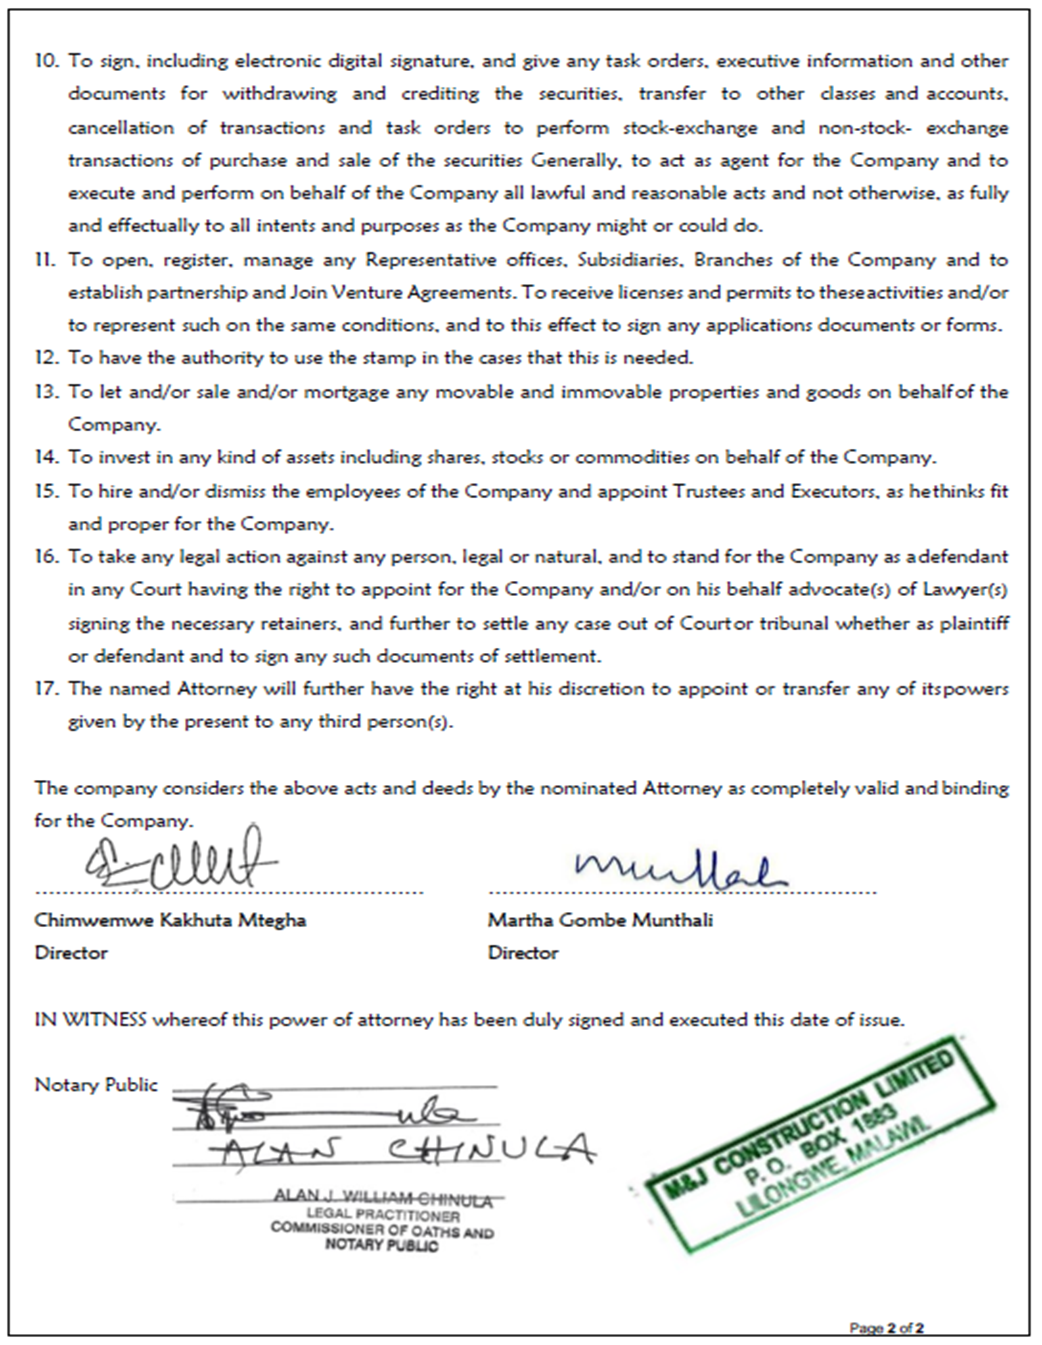 10. To sign, including electronic digital signature, and give any task orders, executive information and other
documents for withdrawing and crediting the securities, transfer to other classes and accounts,
cancellation of transactions and task orders to perform stock-exchange and non-stock- exchange
transactions of purchase and sale of the securities Generally, to act as agent for the Company and to
execute and perform on behalf of the Company all lawful and reasonable acts and not otherwise, as fully
and effectually to all intents and purposes as the Company might or could do.
11. To open, register, manage any Representative offices, Subsidiaries, Branches of the Company and to
establish partnership and Join Venture Agreements. To receive licenses and permits to theseactivities and/or
to represent such on the same conditions, and to this effect to sign any applications documents or forms.
12. To have the authority to use the stamp in the cases that this is needed.
13. To let and/or sale and/or mortgage any movable and immovable properties and goods on behalfof the
Company.
14. To invest in any kind of assets including shares, stocks or commodities on behalf of the Company.
15. To hire and/or dismiss the employees of the Company and appoint Trustees and Executors, as hethinks fit
and proper for the Company.
16. To take any legal action against any person, legal or natural, and to stand for the Company as adefendant
in any Court having the right to appoint for the Company and/or on his behalf advocate(s) of Lawyer(s)
signing the necessary retainers, and further to settle any case out of Courtor tribunal whether as plaintiff
or defendant and to sign any such documents of settlement.
17. The named Attorney will further have the right at his discretion to appoint or transfer any of itspowers
given by the present to any third person(s).
The company considers the above acts and deeds by the nominated Attorney as completely valid and binding
for the Company.
Chimwemwe Kakhuta Mtegha
Director
Martha Gombe Munthali
Director
IN WITNESS whereof this power of attorney has been duly signed and executed this date of issue.
Notary Public
ALAN CHINULA
ALAN J. WILLIAM CHINULA
LEGAL PRACTITIONER
COMMISSIONER OF OATHS AND
NOTARY PUBLIC
M&J CONSTRUCTION LIMITED
P.O. BOX 1883
LILONGWE, MALAWI.
Page 2 of 2